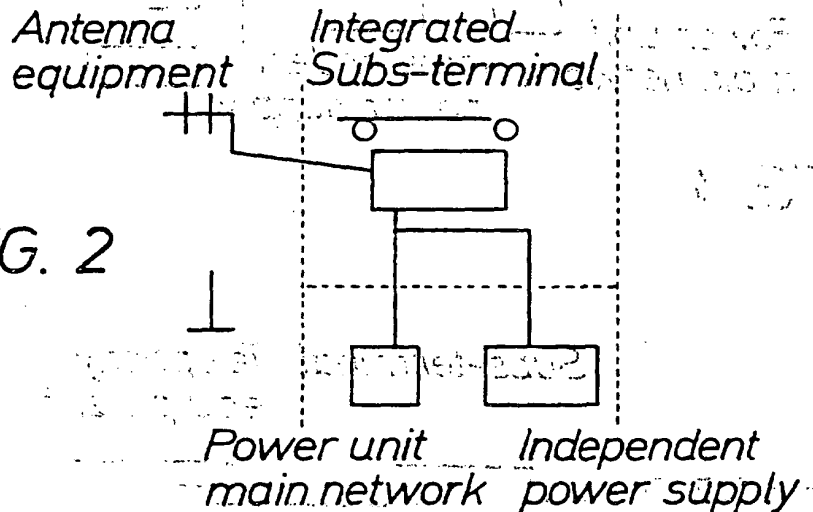 Antenna
equipment
Integrated
Subs-terminal
G. 2
Power unit
main network
Independent
power supply